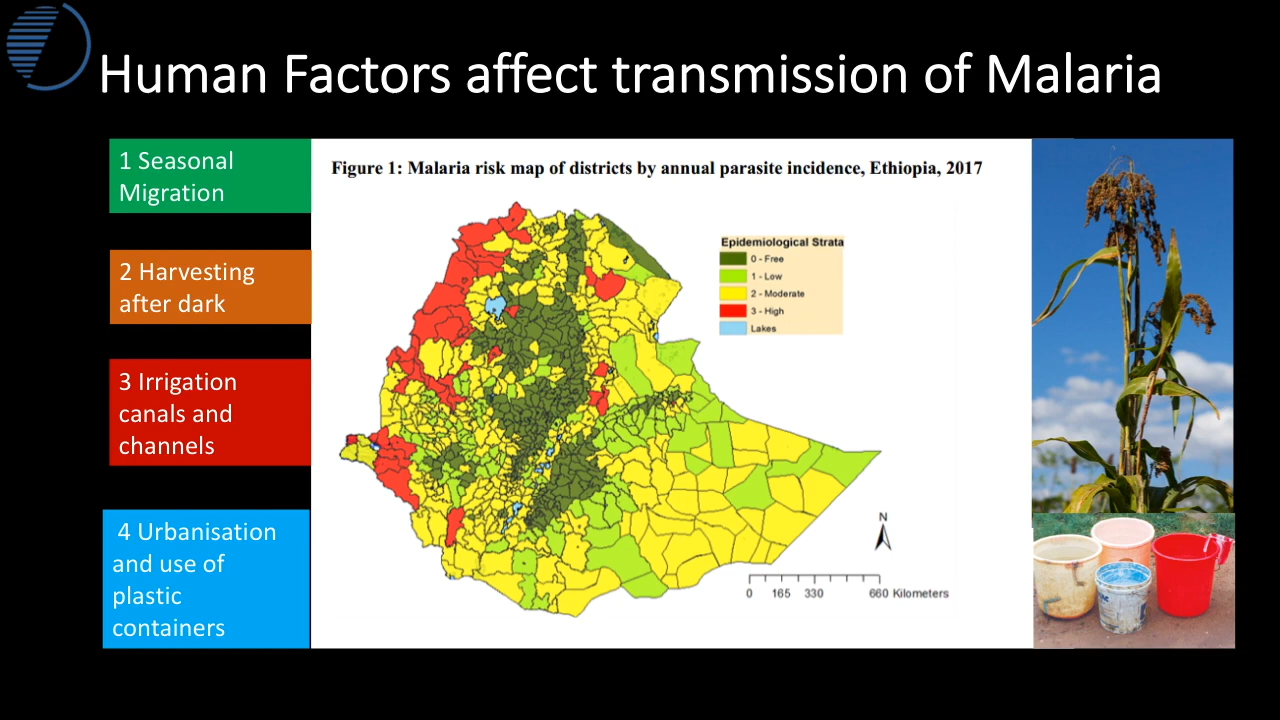 Human Factors affect transmission of Malaria
1 Seasonal
Migration
2 Harvesting
after dark
3 Irrigation
canals and
channels
4 Urbanisation
and use of
plastic
containers
Figure 1: Malaria risk map of districts by annual parasite incidence, Ethiopia, 2017
Epidemiological Strata
0 - Free
1 - Low
2 - Moderate
3 - High
Lakes
N
0 165 330 660 Kilometers